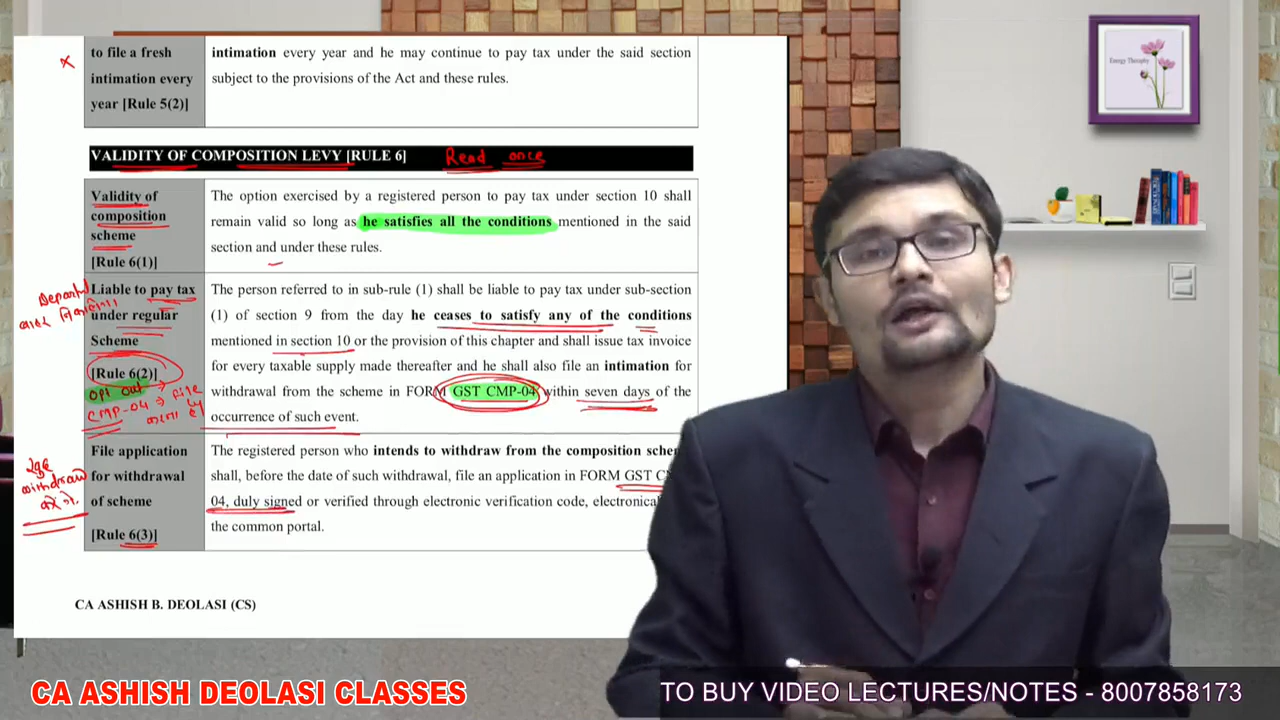 to file a fresh
intimation every
year [Rule 5(2)]
intimation every year and he may continue to pay tax under the said section
subject to the provisions of the Act and these rules.
VALIDITY OF COMPOSITION LEVY [RULE 6] Read once
Validity of
composition
scheme
[Rule 6(1)]
The option exercised by a registered person to pay tax under section 10 shall
remain valid so long as he satisfies all the conditions mentioned in the said
section and under these rules.
Liable to pay tax
under regular
Scheme
[Rule 6(2)]
opt out
CMP-04 → file
The person referred to in sub-rule (1) shall be liable to pay tax under sub-section
(1) of section 9 from the day he ceases to satisfy any of the conditions
mentioned in section 10 or the provision of this chapter and shall issue tax invoice
for every taxable supply made thereafter and he shall also file an intimation for
withdrawal from the scheme in FORM GST CMP-04 within seven days of the
occurrence of such event.
withdraw
File application
for withdrawal
of scheme
[Rule 6(3)]
The registered person who intends to withdraw from the composition
shall, before the date of such withdrawal, file an application in FORM GST
04, duly signed or verified through electronic verification code,
the common portal.
CA ASHISH B. DEOLASI (CS)
Energy Theraphy
CA ASHISH DEOLASI CLASSES
TO BUY VIDEO LECTURES/NOTES - 8007858173